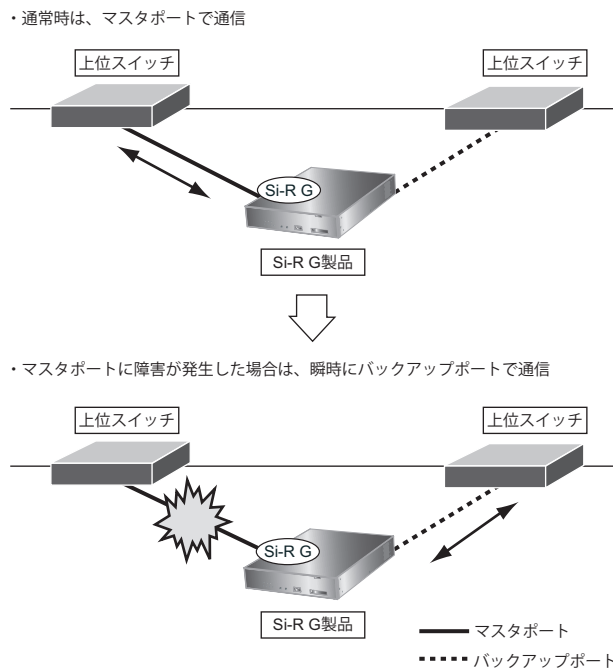 ・通常時は、マスタポートで通信
上位スイッチ
上位スイッチ
Si-R G
Si-R G製品
・マスタポートに障害が発生した場合は、瞬時にバックアップポートで通信
上位スイッチ
上位スイッチ
Si-R G
Si-R G製品
マスタポート
バックアップポート